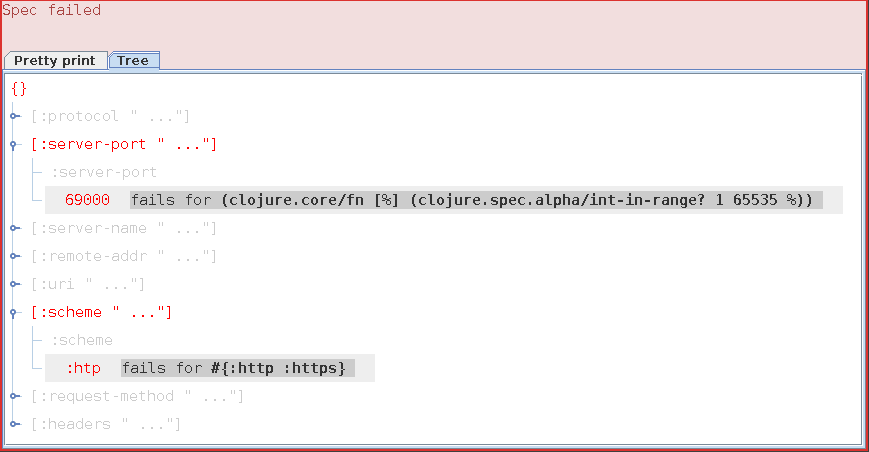 Spec failed
Pretty print Tree
{}
[:protocol " ..."]
[:server-port " ..."]
:server-port
69000 fails for (clojure.core/fn [%] (clojure.spec.alpha/int-in-range? 1 65535 %))
[:server-name " ..."]
[:remote-addr " ..."]
[:uri " ..."]
[:scheme " ..."]
:scheme
:htp fails for #{:http :https}
[:request-method " ..."]
[:headers " ..."]